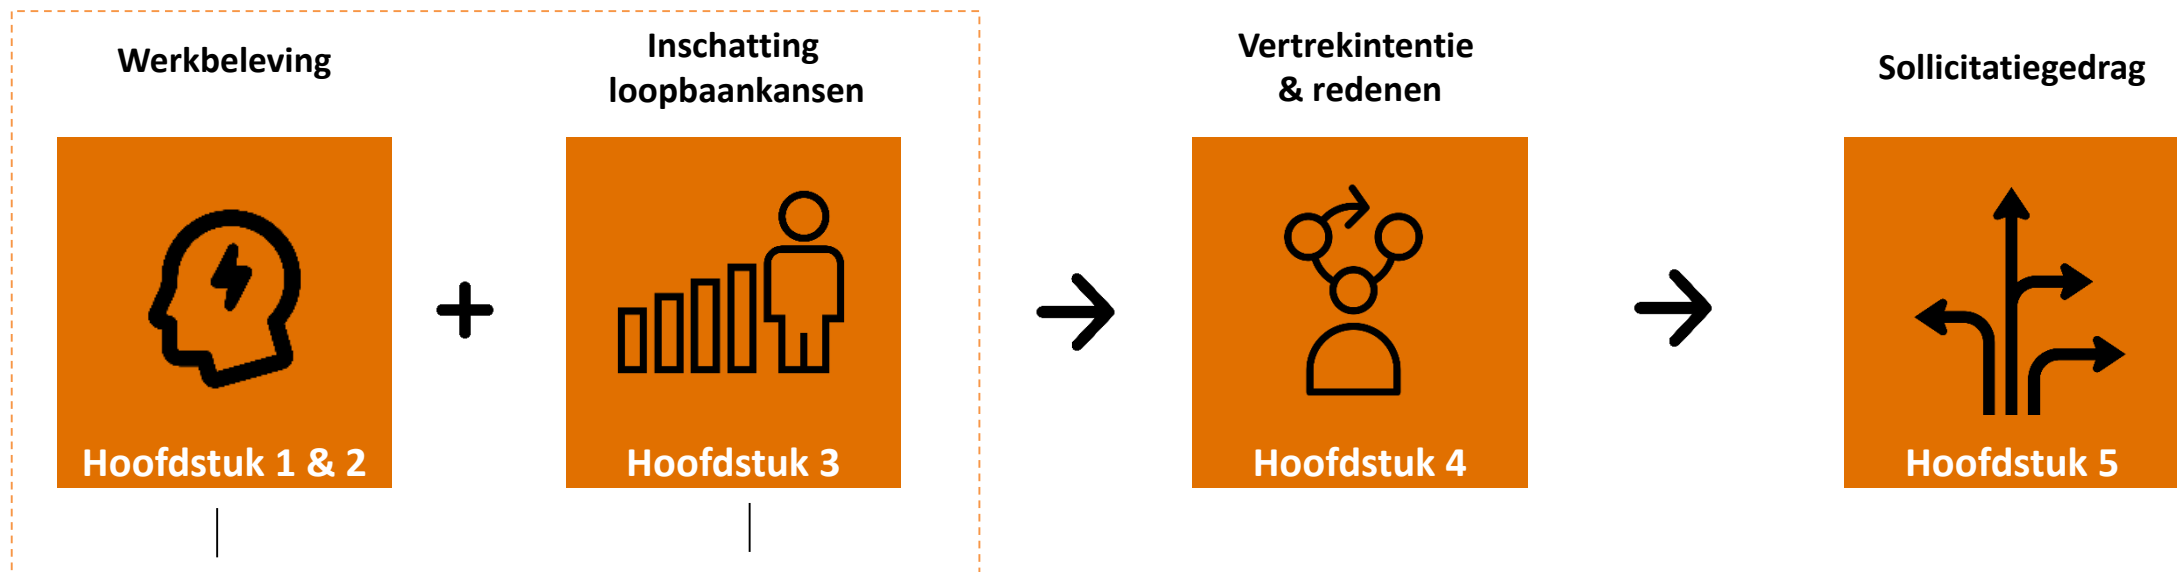 Werkbeleving
Inschatting
loopbaankansen
Vertrekintentie
& redenen
Sollicitatiegedrag
Hoofdstuk 1 & 2
Hoofdstuk 3
Hoofdstuk 4
Hoofdstuk 5